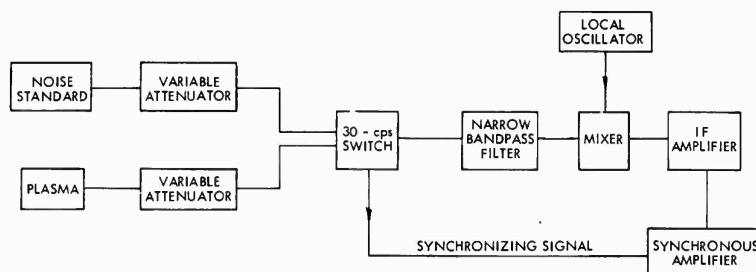 LOCAL
OSCILLATOR
NOISE
STANDARD
VARIABLE
ATTENUATOR
30 - cps
SWITCH
NARROW
BANDPASS
FILTER
MIXER
IF
AMPLIFIER
PLASMA
VARIABLE
ATTENUATOR
SYNCHRONIZING SIGNAL
SYNCHRONOUS
AMPLIFIER